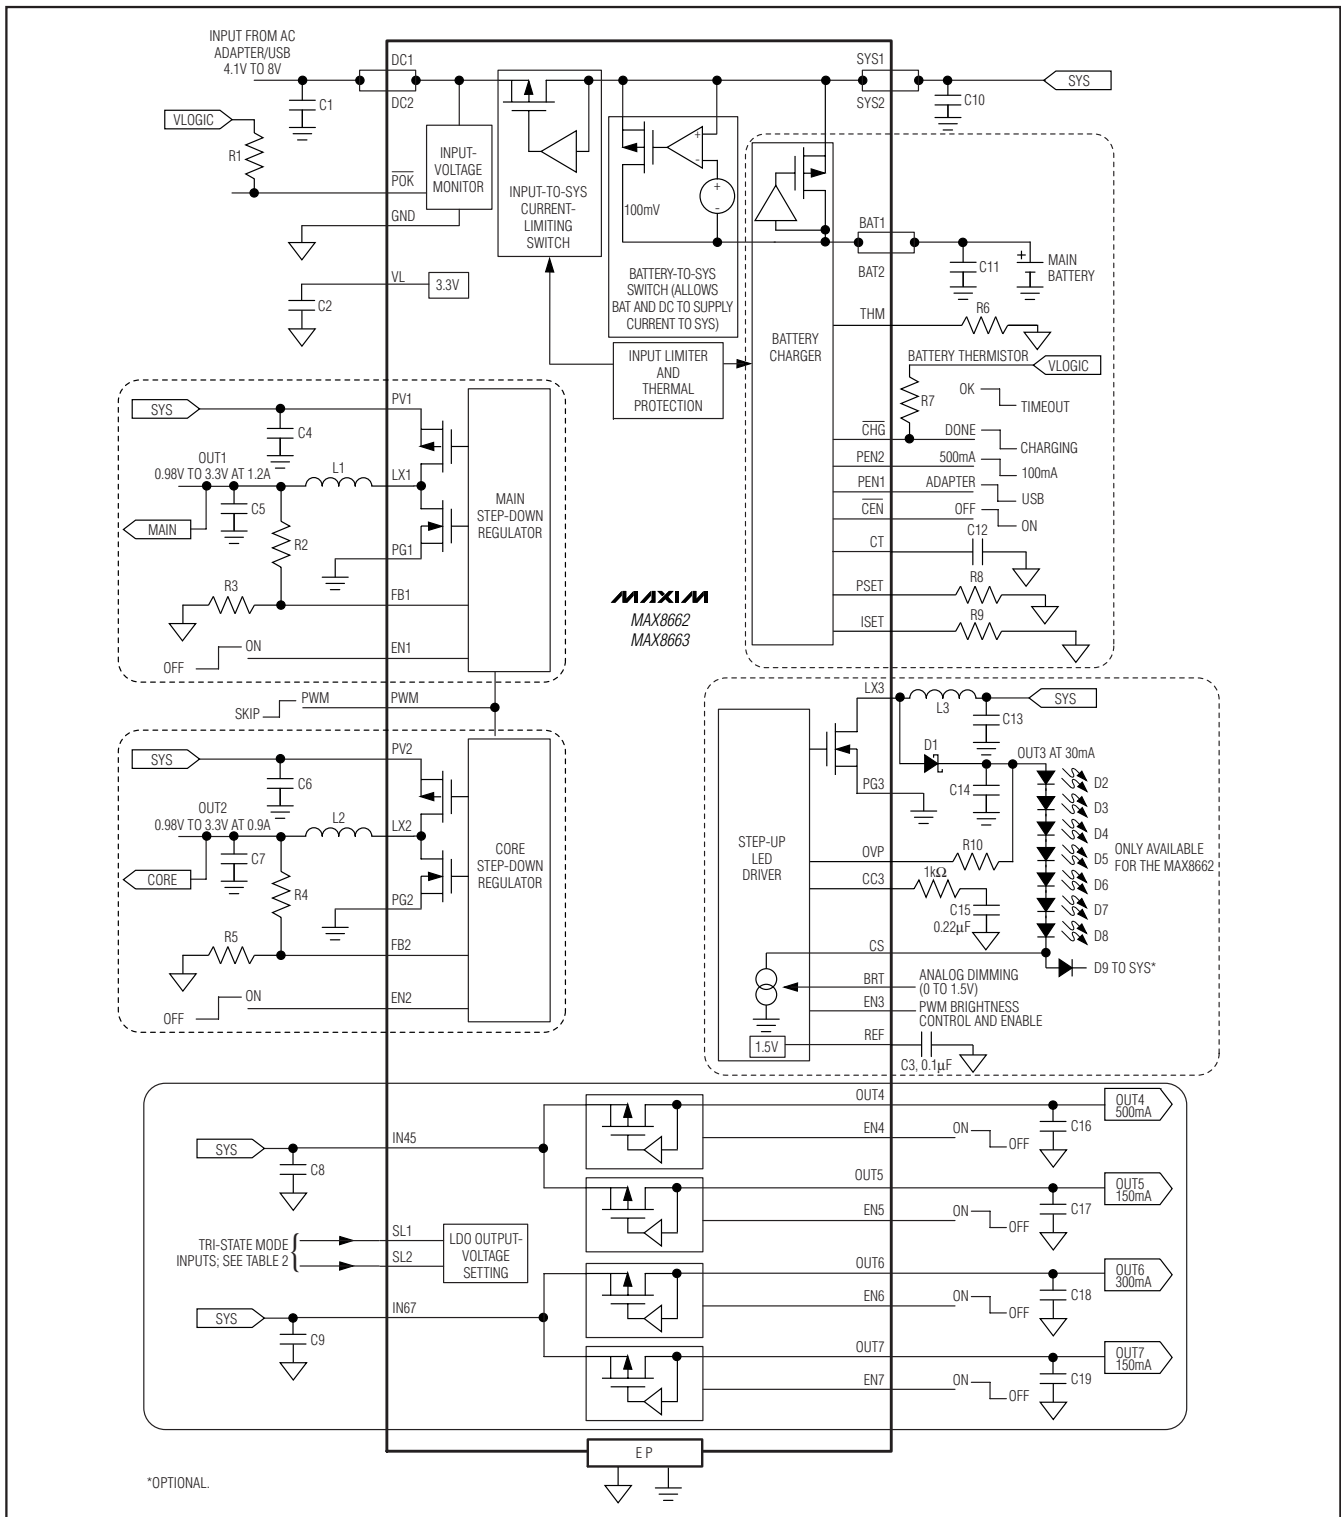 INPUT FROM AC
ADAPTER/USB
4.1V TO 8V
DC1
DC2
C1
VLOGIC
R1
POK
INPUT-
VOLTAGE
MONITOR
GND
VL
3.3V
C2
INPUT-TO-SYS
CURRENT-
LIMITING
SWITCH
+
-
+
-
100mV
BATTERY-TO-SYS
SWITCH (ALLOWS
BAT AND DC TO SUPPLY
CURRENT TO SYS)
INPUT LIMITER
AND
THERMAL
PROTECTION
SYS1
SYS2
C10
SYS
BATTERY
CHARGER
BAT1
BAT2
C11
+
MAIN
BATTERY
THM
R6
BATTERY THERMISTOR
VLOGIC
R7
OK
TIMEOUT
CHG
DONE
CHARGING
PEN2
500mA
100mA
PEN1
ADAPTER
USB
CEN
OFF
ON
CT
C12
PSET
R8
ISET
R9
SYS
PV1
C4
OUT1
0.98V TO 3.3V AT 1.2A
L1
LX1
C5
MAIN
R2
PG1
R3
FB1
ON
OFF
EN1
MAIN
STEP-DOWN
REGULATOR
MAXIM
MAX8662
MAX8663
PWM
SKIP
PWM
SYS
PV2
C6
OUT2
0.98V TO 3.3V AT 0.9A
L2
LX2
C7
CORE
R4
PG2
R5
FB2
ON
OFF
EN2
CORE
STEP-DOWN
REGULATOR
LX3
L3
SYS
C13
D1
OUT3 AT 30mA
PG3
C14
D2
D3
D4
D5
D6
D7
D8
ONLY AVAILABLE
FOR THE MAX8662
STEP-UP
LED
DRIVER
OVP
R10
CC3
1kΩ
C15
0.22μF
CS
D9 TO SYS*
BRT
ANALOG DIMMING
(0 TO 1.5V)
EN3
PWM BRIGHTNESS
CONTROL AND ENABLE
REF
1.5V
C3, 0.1μF
SYS
IN45
C8
OUT4
OUT4
500mA
EN4
ON
OFF
C16
OUT5
OUT5
150mA
EN5
ON
OFF
C17
TRI-STATE MODE
INPUTS; SEE TABLE 2
SL1
SL2
LDO OUTPUT-
VOLTAGE
SETTING
SYS
IN67
C9
OUT6
OUT6
300mA
EN6
ON
OFF
C18
OUT7
OUT7
150mA
EN7
ON
OFF
C19
EP
*OPTIONAL.